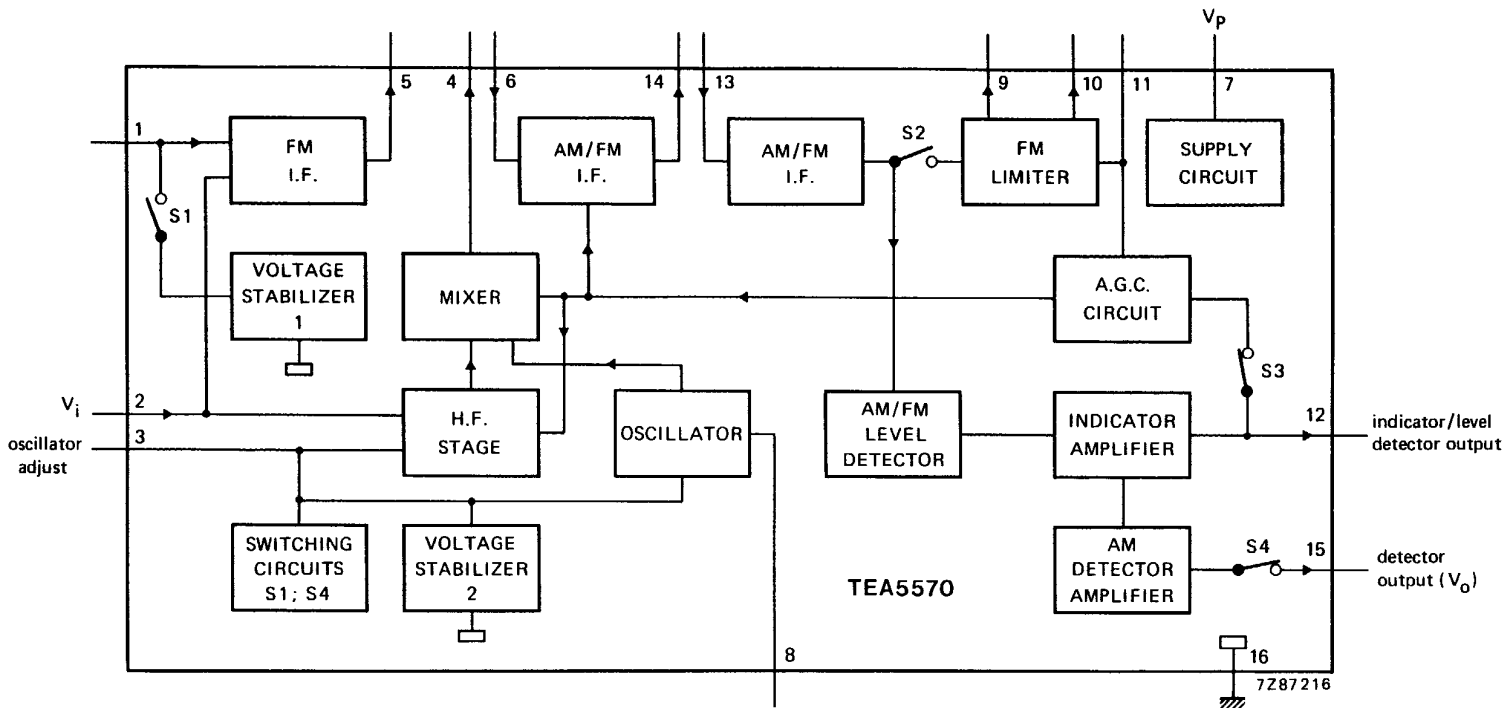 V_P
5
4
6
14
13
9
10
11
7
1
FM
I.F.
AM/FM
I.F.
AM/FM
I.F.
S2
FM
LIMITER
SUPPLY
CIRCUIT
S1
VOLTAGE
STABILIZER
1
MIXER
A.G.C.
CIRCUIT
S3
V_i
2
oscillator
adjust
3
H.F.
STAGE
OSCILLATOR
AM/FM
LEVEL
DETECTOR
INDICATOR
AMPLIFIER
12
indicator/level
detector output
SWITCHING
CIRCUITS
S1; S4
VOLTAGE
STABILIZER
2
TEA5570
AM
DETECTOR
AMPLIFIER
S4
15
detector
output (V_o)
8
16
7Z87216